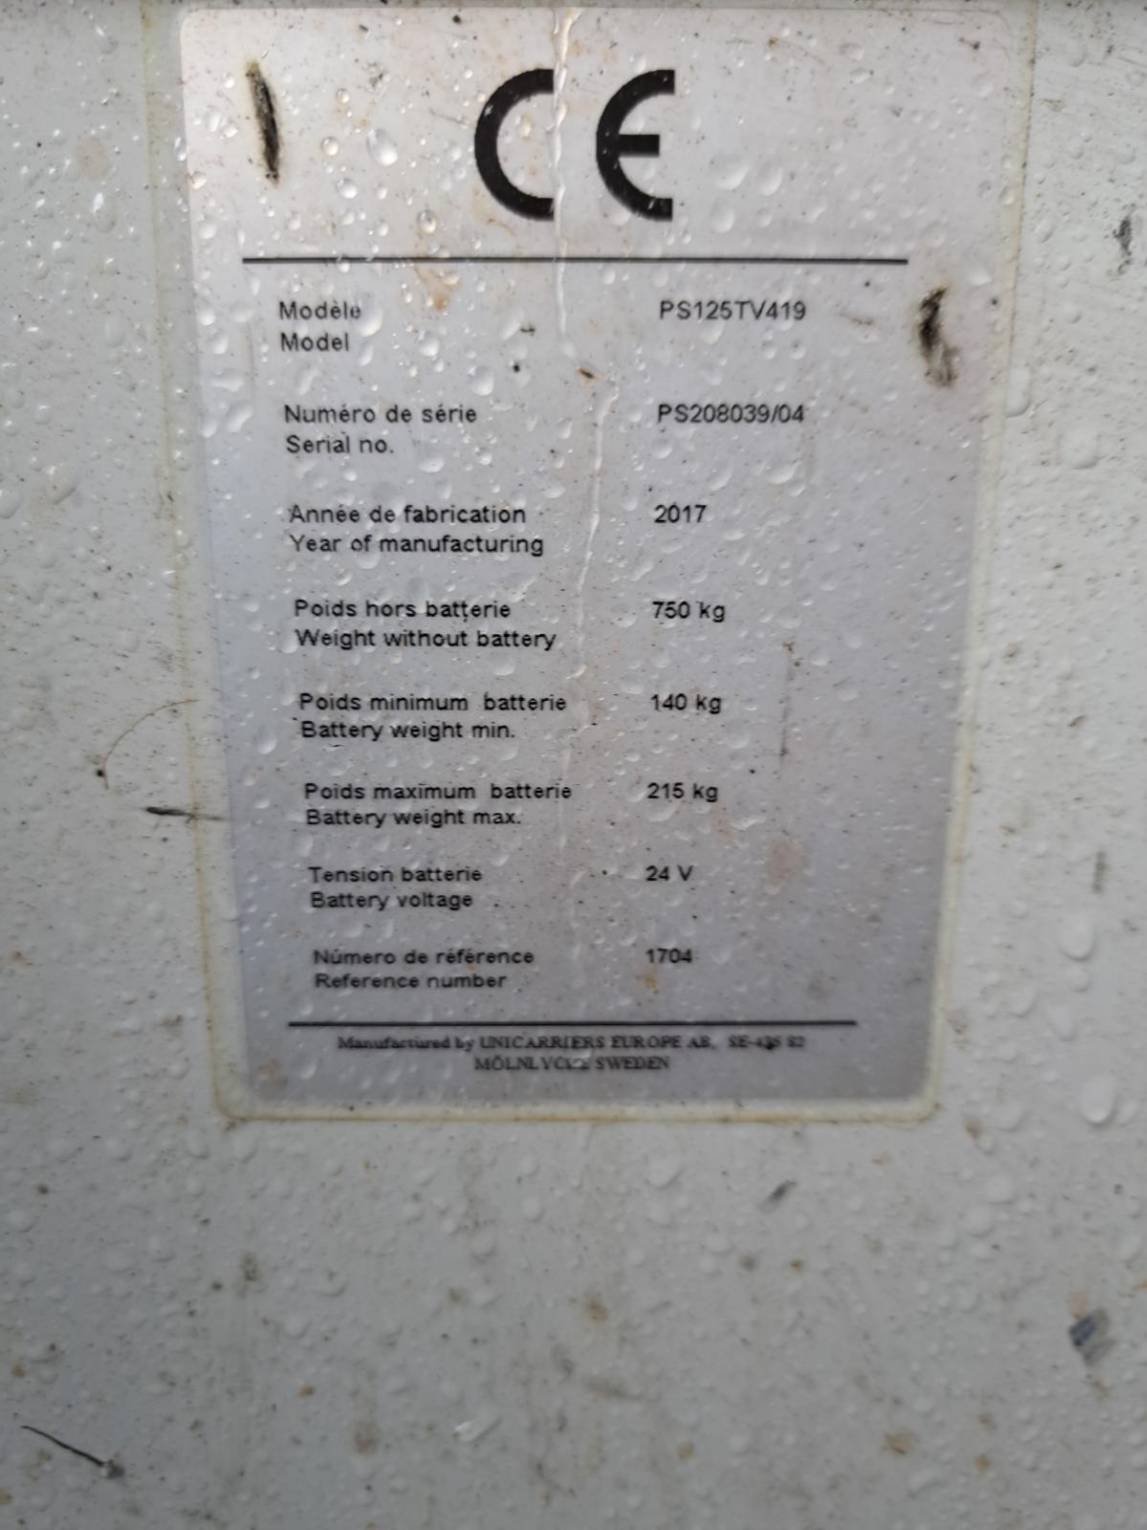 CE
Modèle PS125TV419
Model
Numéro de série PS208039/04
Serial no.
Année de fabrication 2017
Year of manufacturing
Poids hors batterie 750 kg
Weight without battery
Poids minimum batterie 140 kg
Battery weight min.
Poids maximum batterie 215 kg
Battery weight max.
Tension batterie 24 V
Battery voltage
Número de référence 1704
Reference number
Manufactured by UNICARRIERS EUROPE AB,
MÖLNLYCKE SWEDEN